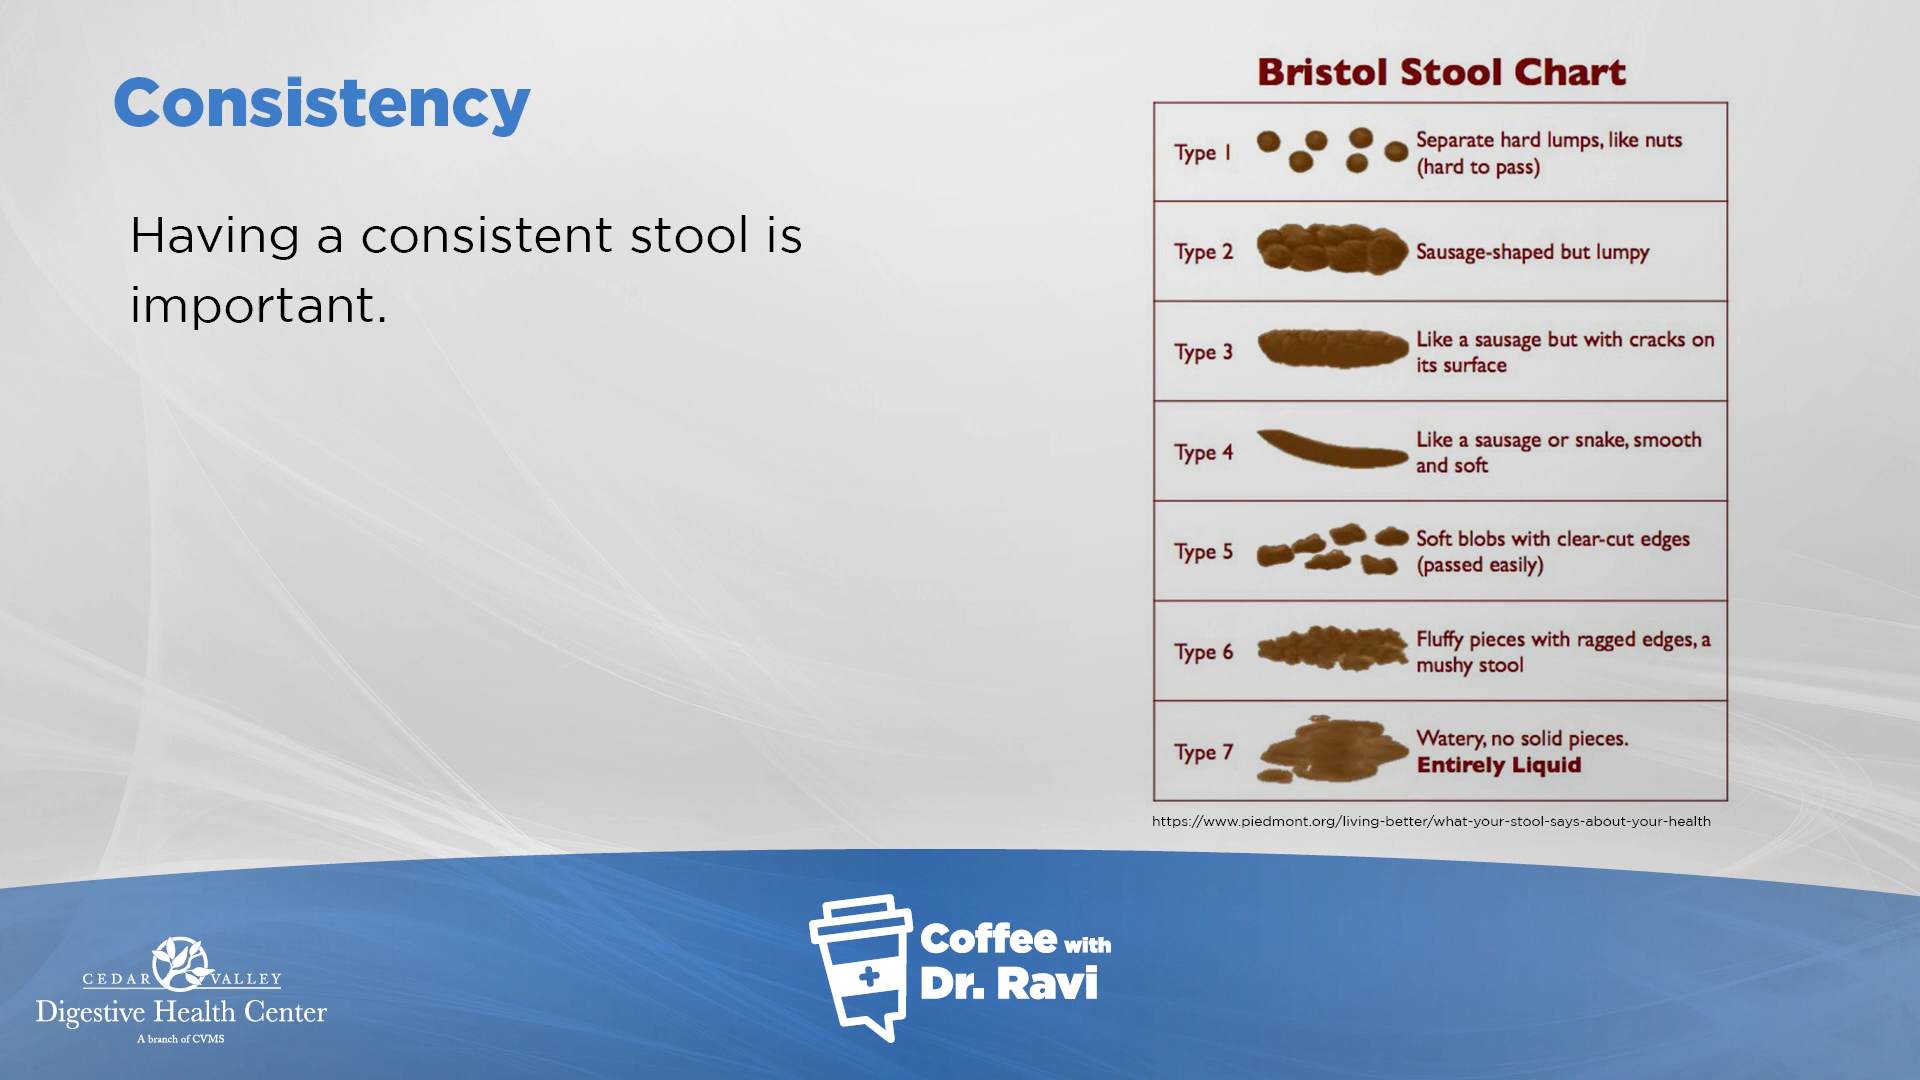 Consistency
Having a consistent stool is
important.
Bristol Stool Chart
Type 1
Separate hard lumps, like nuts
(hard to pass)
Type 2
Sausage-shaped but lumpy
Type 3
Like a sausage but with cracks on
its surface
Type 4
Like a sausage or snake, smooth
and soft
Type 5
Soft blobs with clear-cut edges
(passed easily)
Type 6
Fluffy pieces with ragged edges, a
mushy stool
Type 7
Watery, no solid pieces.
Entirely Liquid
https://www.piedmont.org/living-better/what-your-stool-says-about-your-health
CEDAR VALLEY
Digestive Health Center
A branch of CVMS
Coffee with
Dr. Ravi